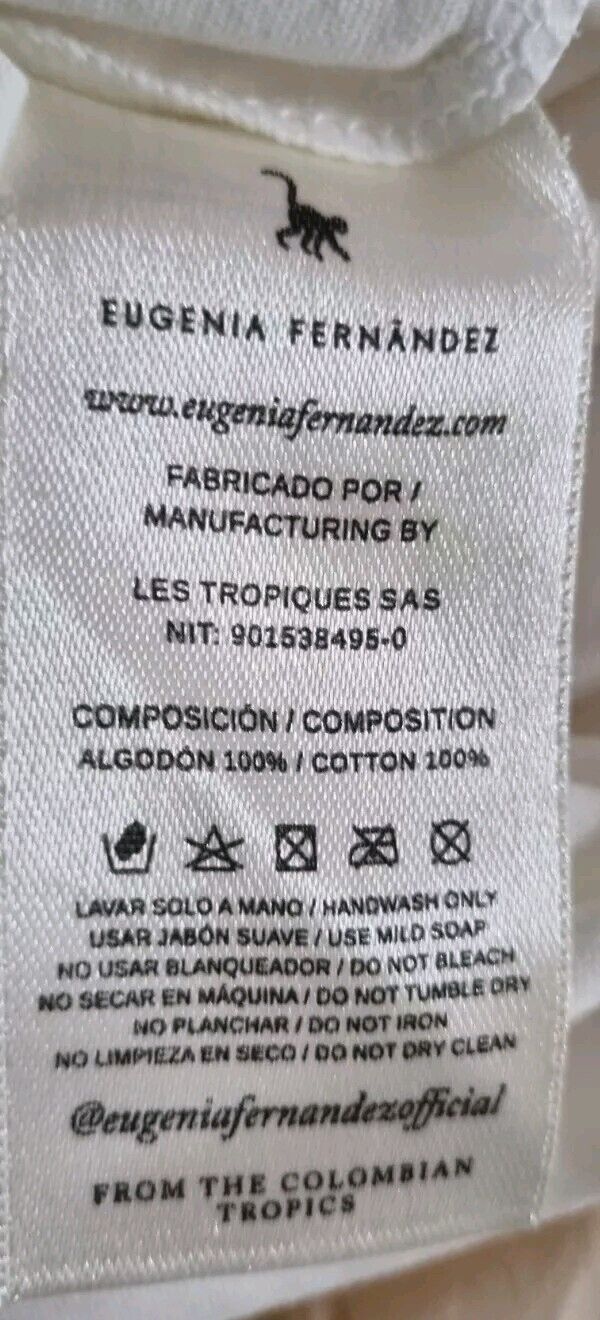 EUGENIA FERNÁNDEZ
www.eugeniafernandez.com
FABRICADO POR /
MANUFACTURING BY
LES TROPIQUES SAS
NIT: 901538495-0
COMPOSICIÓN / COMPOSITION
ALGODÓN 100% / COTTON 100%
LAVAR SOLO A MANO / HANDWASH ONLY
USAR JABÓN SUAVE / USE MILD SOAP
NO USAR BLANQUEADOR / DO NOT BLEACH
NO SECAR EN MÁQUINA / DO NOT TUMBLE DRY
NO PLANCHAR / DO NOT IRON
NO LIMPIEZA EN SECO / DO NOT DRY CLEAN
@eugeniafernandezofficial
FROM THE COLOMBIAN
TROPICS